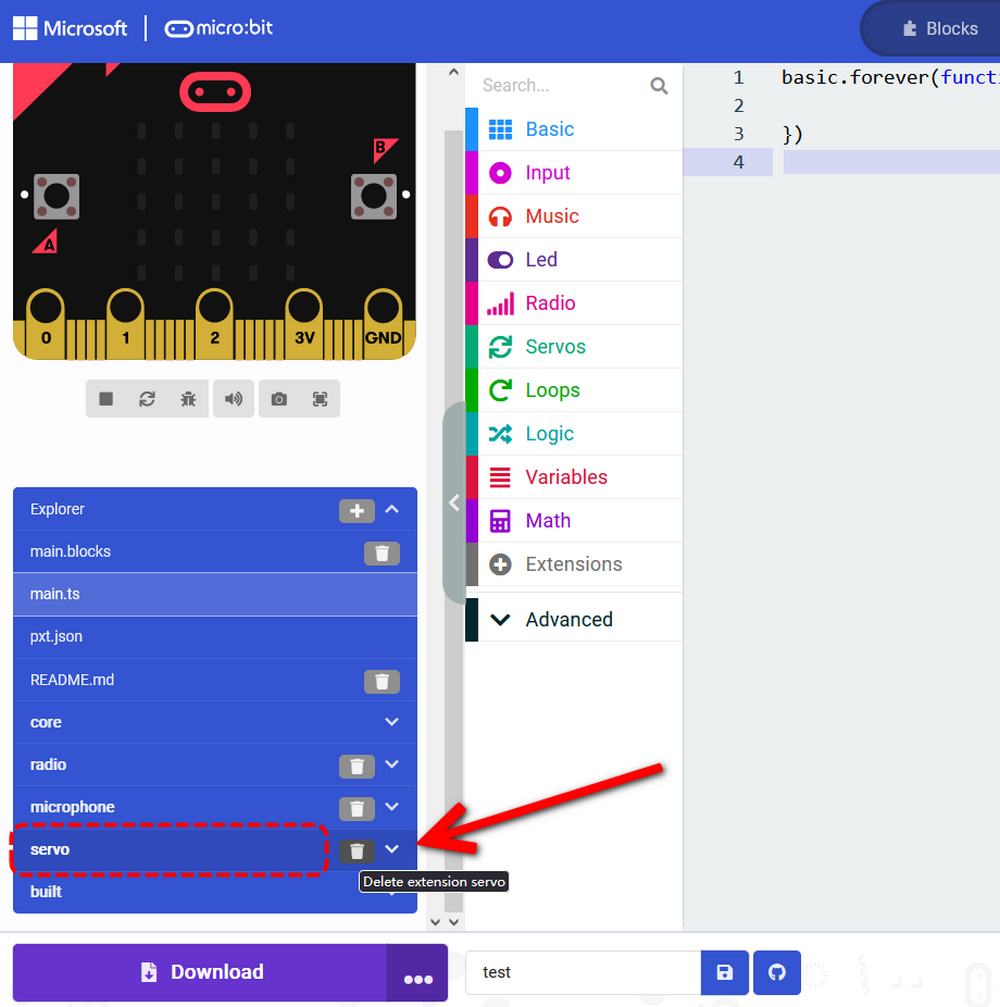 Microsoft
micro:bit
Blocks
B
A
0
1
2
3V
GND
Search...
Basic
Input
Music
Led
Radio
Servos
Loops
Logic
Variables
Math
Extensions
Advanced
1 basic.forever(functi
2
3 })
4
Explorer
main.blocks
main.ts
pxt.json
README.md
core
radio
microphone
servo
Delete extension servo
built
Download
test